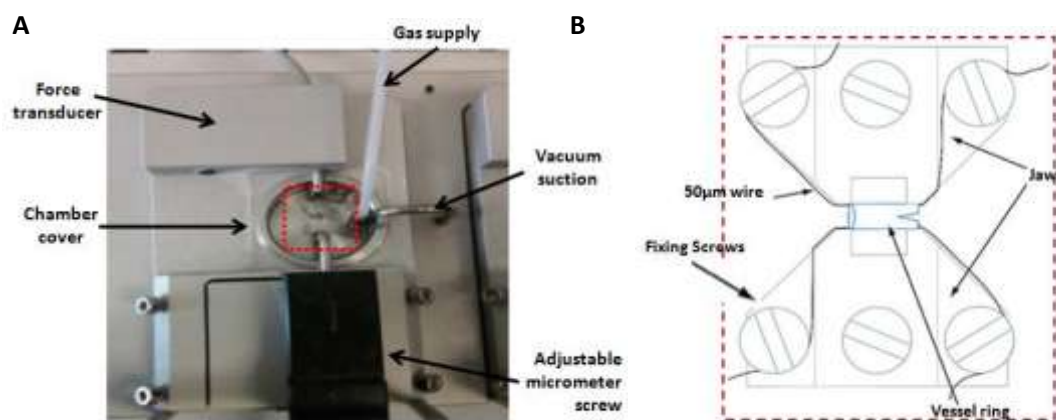 A
Gas supply
Force
transducer
Vacuum
suction
Chamber
cover
Adjustable
micrometer
screw
B
50µm wire
Jaw
Fixing Screws
Vessel ring